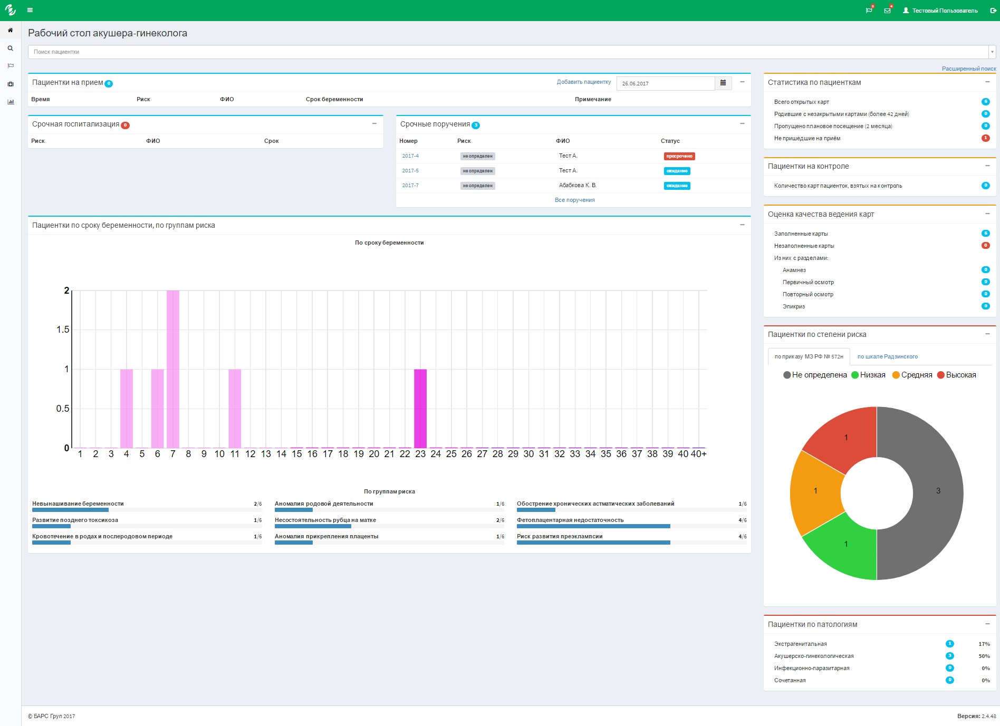 5
4
Тестовый Пользователь
Рабочий стол акушера-гинеколога
Поиск пациентки
Расширенный поиск
Пациентки на прием 0
Добавить пациентку
26.06.2017
Время Риск ФИО Срок беременности Примечание
Срочная госпитализация 0
Риск ФИО Срок
Срочные поручения 3
Номер Риск ФИО Статус
2017-4 не определен Тест А. просрочено
2017-5 не определен Тест А. ожидание
2017-7 не определен Абабкова К. В. ожидание
Все поручения
Пациентки по сроку беременности, по группам риска
По сроку беременности
2
1.5
1
0.5
0
1 2 3 4 5 6 7 8 9 10 11 12 13 14 15 16 17 18 19 20 21 22 23 24 25 26 27 28 29 30 31 32 33 34 35 36 37 38 39 40 40+
По группам риска
Невынашивание беременности 2/6
Аномалия родовой деятельности 1/6
Обострение хронических астматических заболеваний 1/6
Развитие позднего токсикоза 1/6
Несостоятельность рубца на матке 2/6
Фетоплацентарная недостаточность 4/6
Кровотечение в родах и послеродовом периоде 1/6
Аномалия прикрепления плаценты 1/6
Риск развития преэклампсии 4/6
Статистика по пациенткам
Всего открытых карт 6
Родившие с незакрытыми картами (более 42 дней) 0
Пропущено плановое посещение (2 месяца) 0
Не пришедшие на приём 1
Пациентки на контроле
Количество карт пациенток, взятых на контроль 0
Оценка качества ведения карт
Заполненные карты 6
Незаполненные карты 0
Из них с разделами:
Анамнез 0
Первичный осмотр 0
Повторный осмотр 0
Эпикриз 0
Пациентки по степени риска
по приказу МЗ РФ № 572н
по шкале Радзинского
Не определена Низкая Средняя Высокая
1
1
3
1
Пациентки по патологиям
Экстрагенитальная 1 17%
Акушерско-гинекологическая 3 50%
Инфекционно-паразитарная 0 0%
Сочетанная 0 0%
© БАРС Груп 2017
Версия: 2.4.48